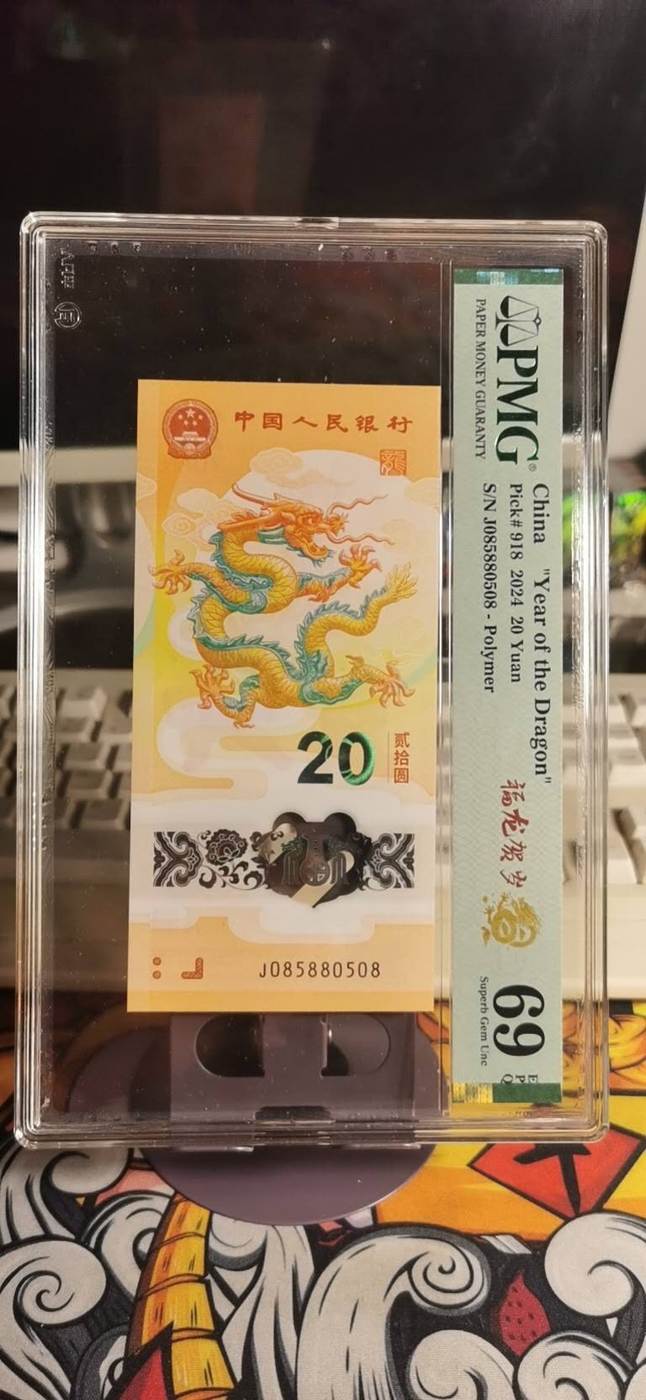 中国人民银行
龍
20
贰拾圆
J085880508
PMG®
PAPER MONEY GUARANTY
China "Year of the Dragon"
Pick# 918 2024 20 Yuan
S/N J085880508 - Polymer
福龙贺岁
69
Superb Gem Unc
E
P
Q